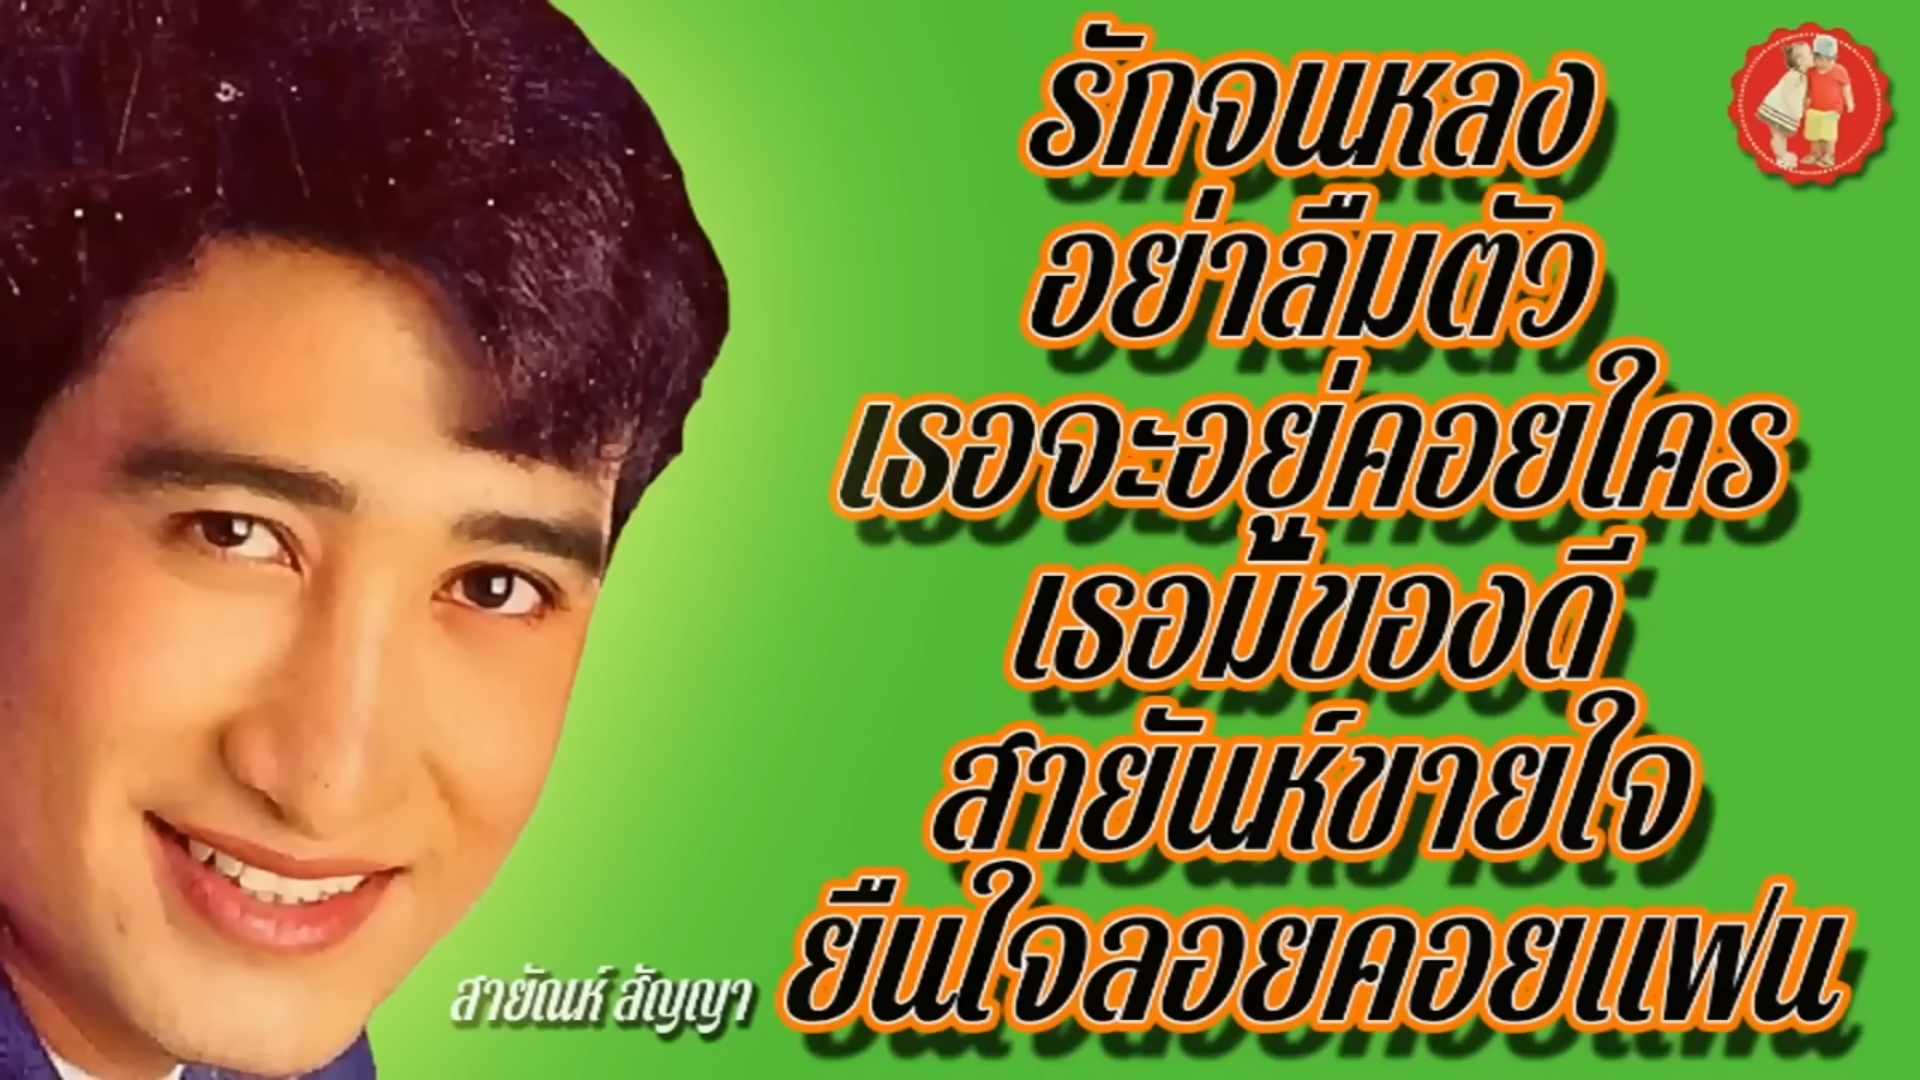 รักจนหลง
อย่าลืมตัว
เธอจะอยู่คอยใคร
เธอมีของดี
สายันห์ขายใจ
ยืนใจลอยคอยแฟน
สายัณห์ สัญญา